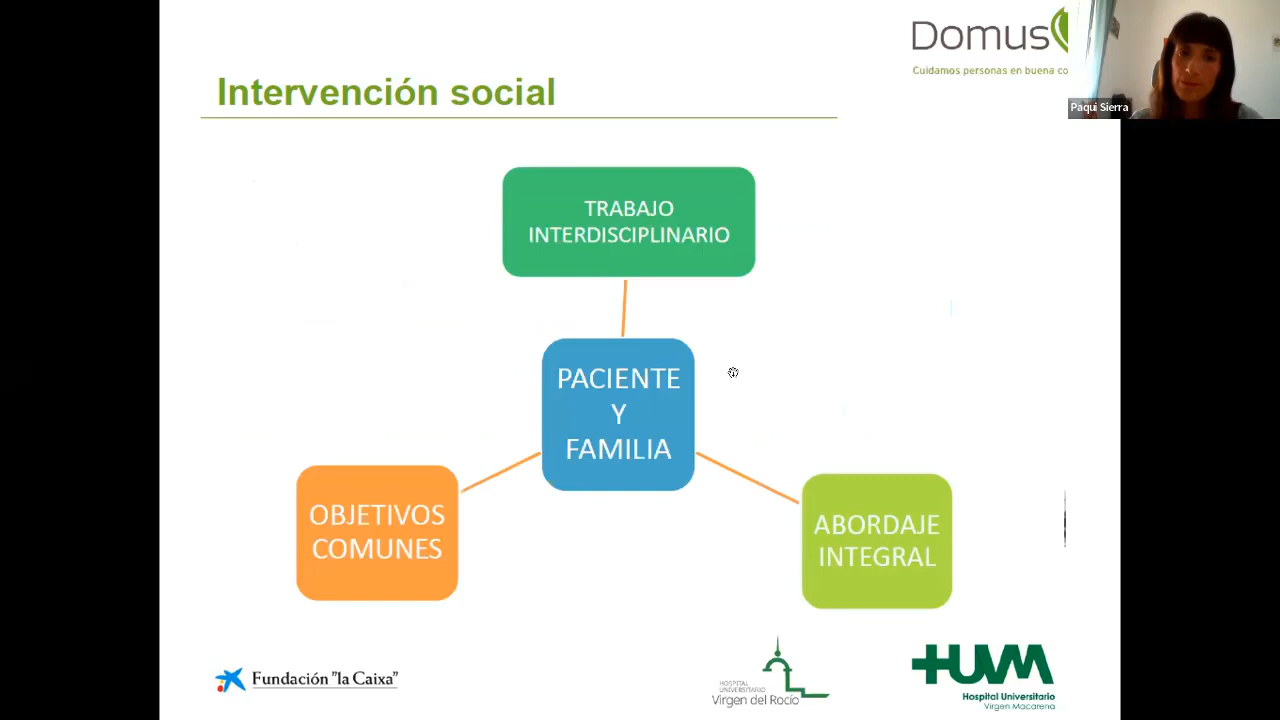 Domus
Cuidamos personas en buena co
Paqui Sierra
Intervención social
TRABAJO
INTERDISCIPLINARIO
PACIENTE
Y
FAMILIA
OBJETIVOS
COMUNES
ABORDAJE
INTEGRAL
Fundación "la Caixa"
HOSPITAL
UNIVERSITARIO
Virgen del Rocío
HUVM
Hospital Universitario
Virgen Macarena